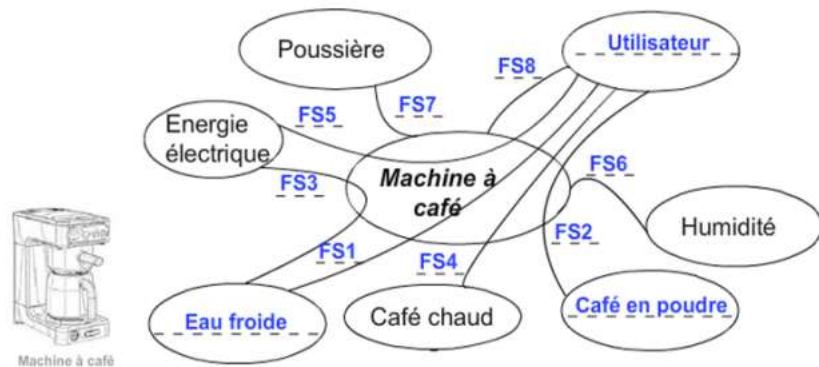 Poussière
Utilisateur
FS8
FS7
FS5
Energie
électrique
FS3
Machine à
café
FS6
FS2
Humidité
FS1
FS4
Eau froide
Café chaud
Café en poudre
Machine à café